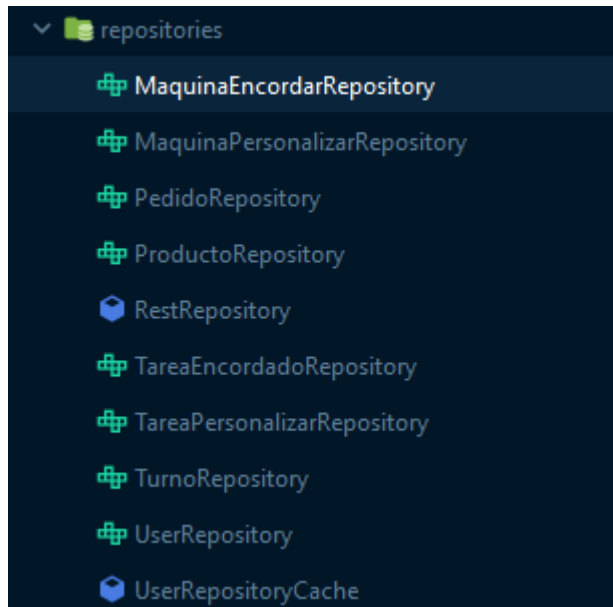 repositories
MaquinaEncordarRepository
MaquinaPersonalizarRepository
PedidoRepository
ProductoRepository
RestRepository
TareaEncordadoRepository
TareaPersonalizarRepository
TurnoRepository
UserRepository
UserRepositoryCache